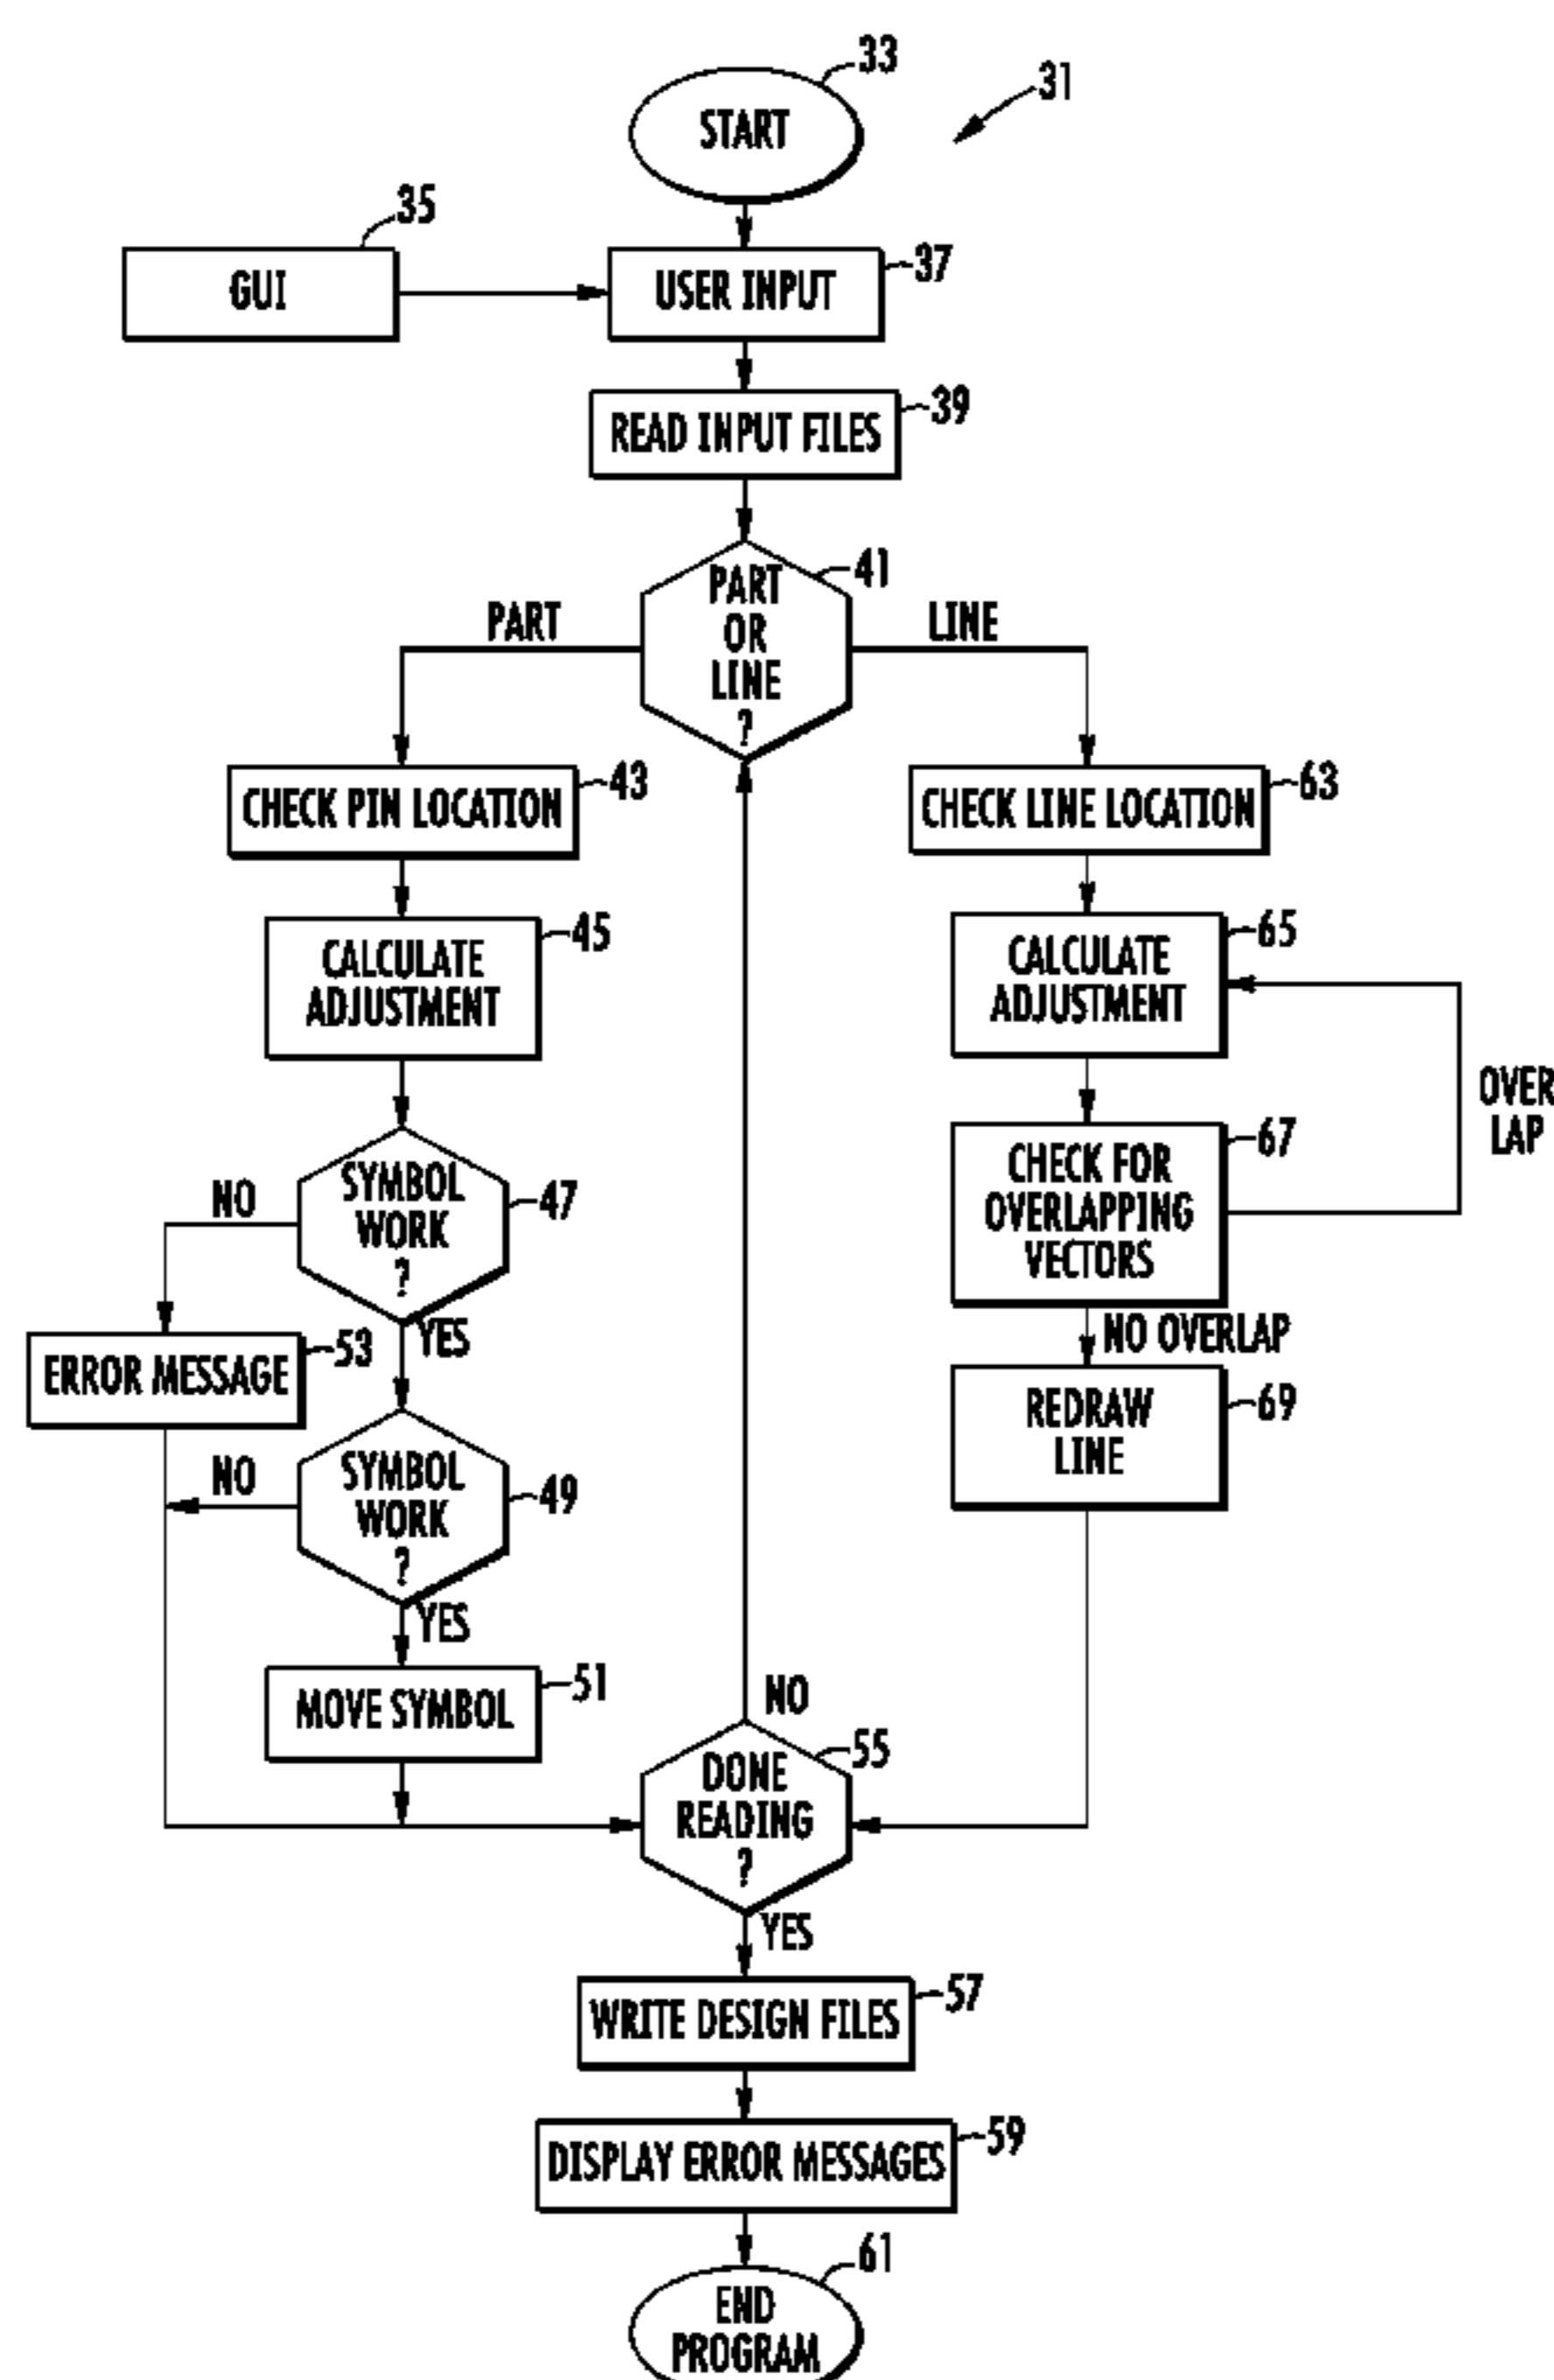 33
31
START
35
GUI
USER INPUT
37
READ INPUT FILES
39
41
PART
OR
LINE
?
PART
LINE
CHECK PIN LOCATION
43
CHECK LINE LOCATION
63
CALCULATE
ADJUSTMENT
45
CALCULATE
ADJUSTMENT
65
OVER
LAP
NO
SYMBOL
WORK
?
47
CHECK FOR
OVERLAPPING
VECTORS
67
YES
NO OVERLAP
ERROR MESSAGE
53
REDRAW
LINE
69
NO
SYMBOL
WORK
?
49
YES
MOVE SYMBOL
51
NO
55
DONE
READING
?
YES
WRITE DESIGN FILES
57
DISPLAY ERROR MESSAGES
59
61
END
PROGRAM